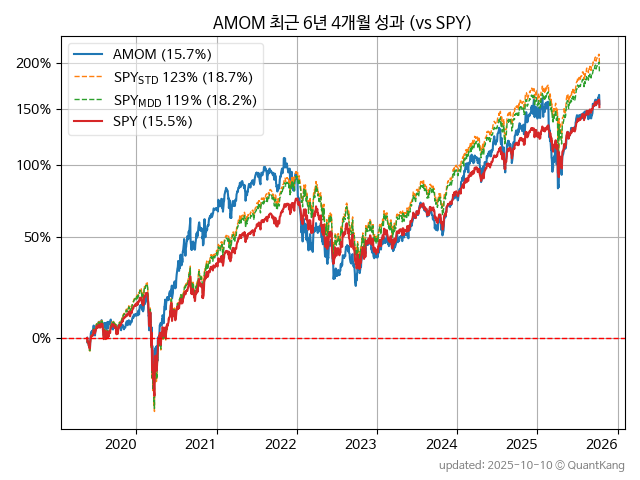 AMOM 최근 6년 4개월 성과 (vs SPY)
AMOM (15.7%)
SPY_STD 123% (18.7%)
SPY_MDD 119% (18.2%)
SPY (15.5%)
200%
150%
100%
50%
0%
2020 2021 2022 2023 2024 2025 2026
updated: 2025-10-10 © QuantKang